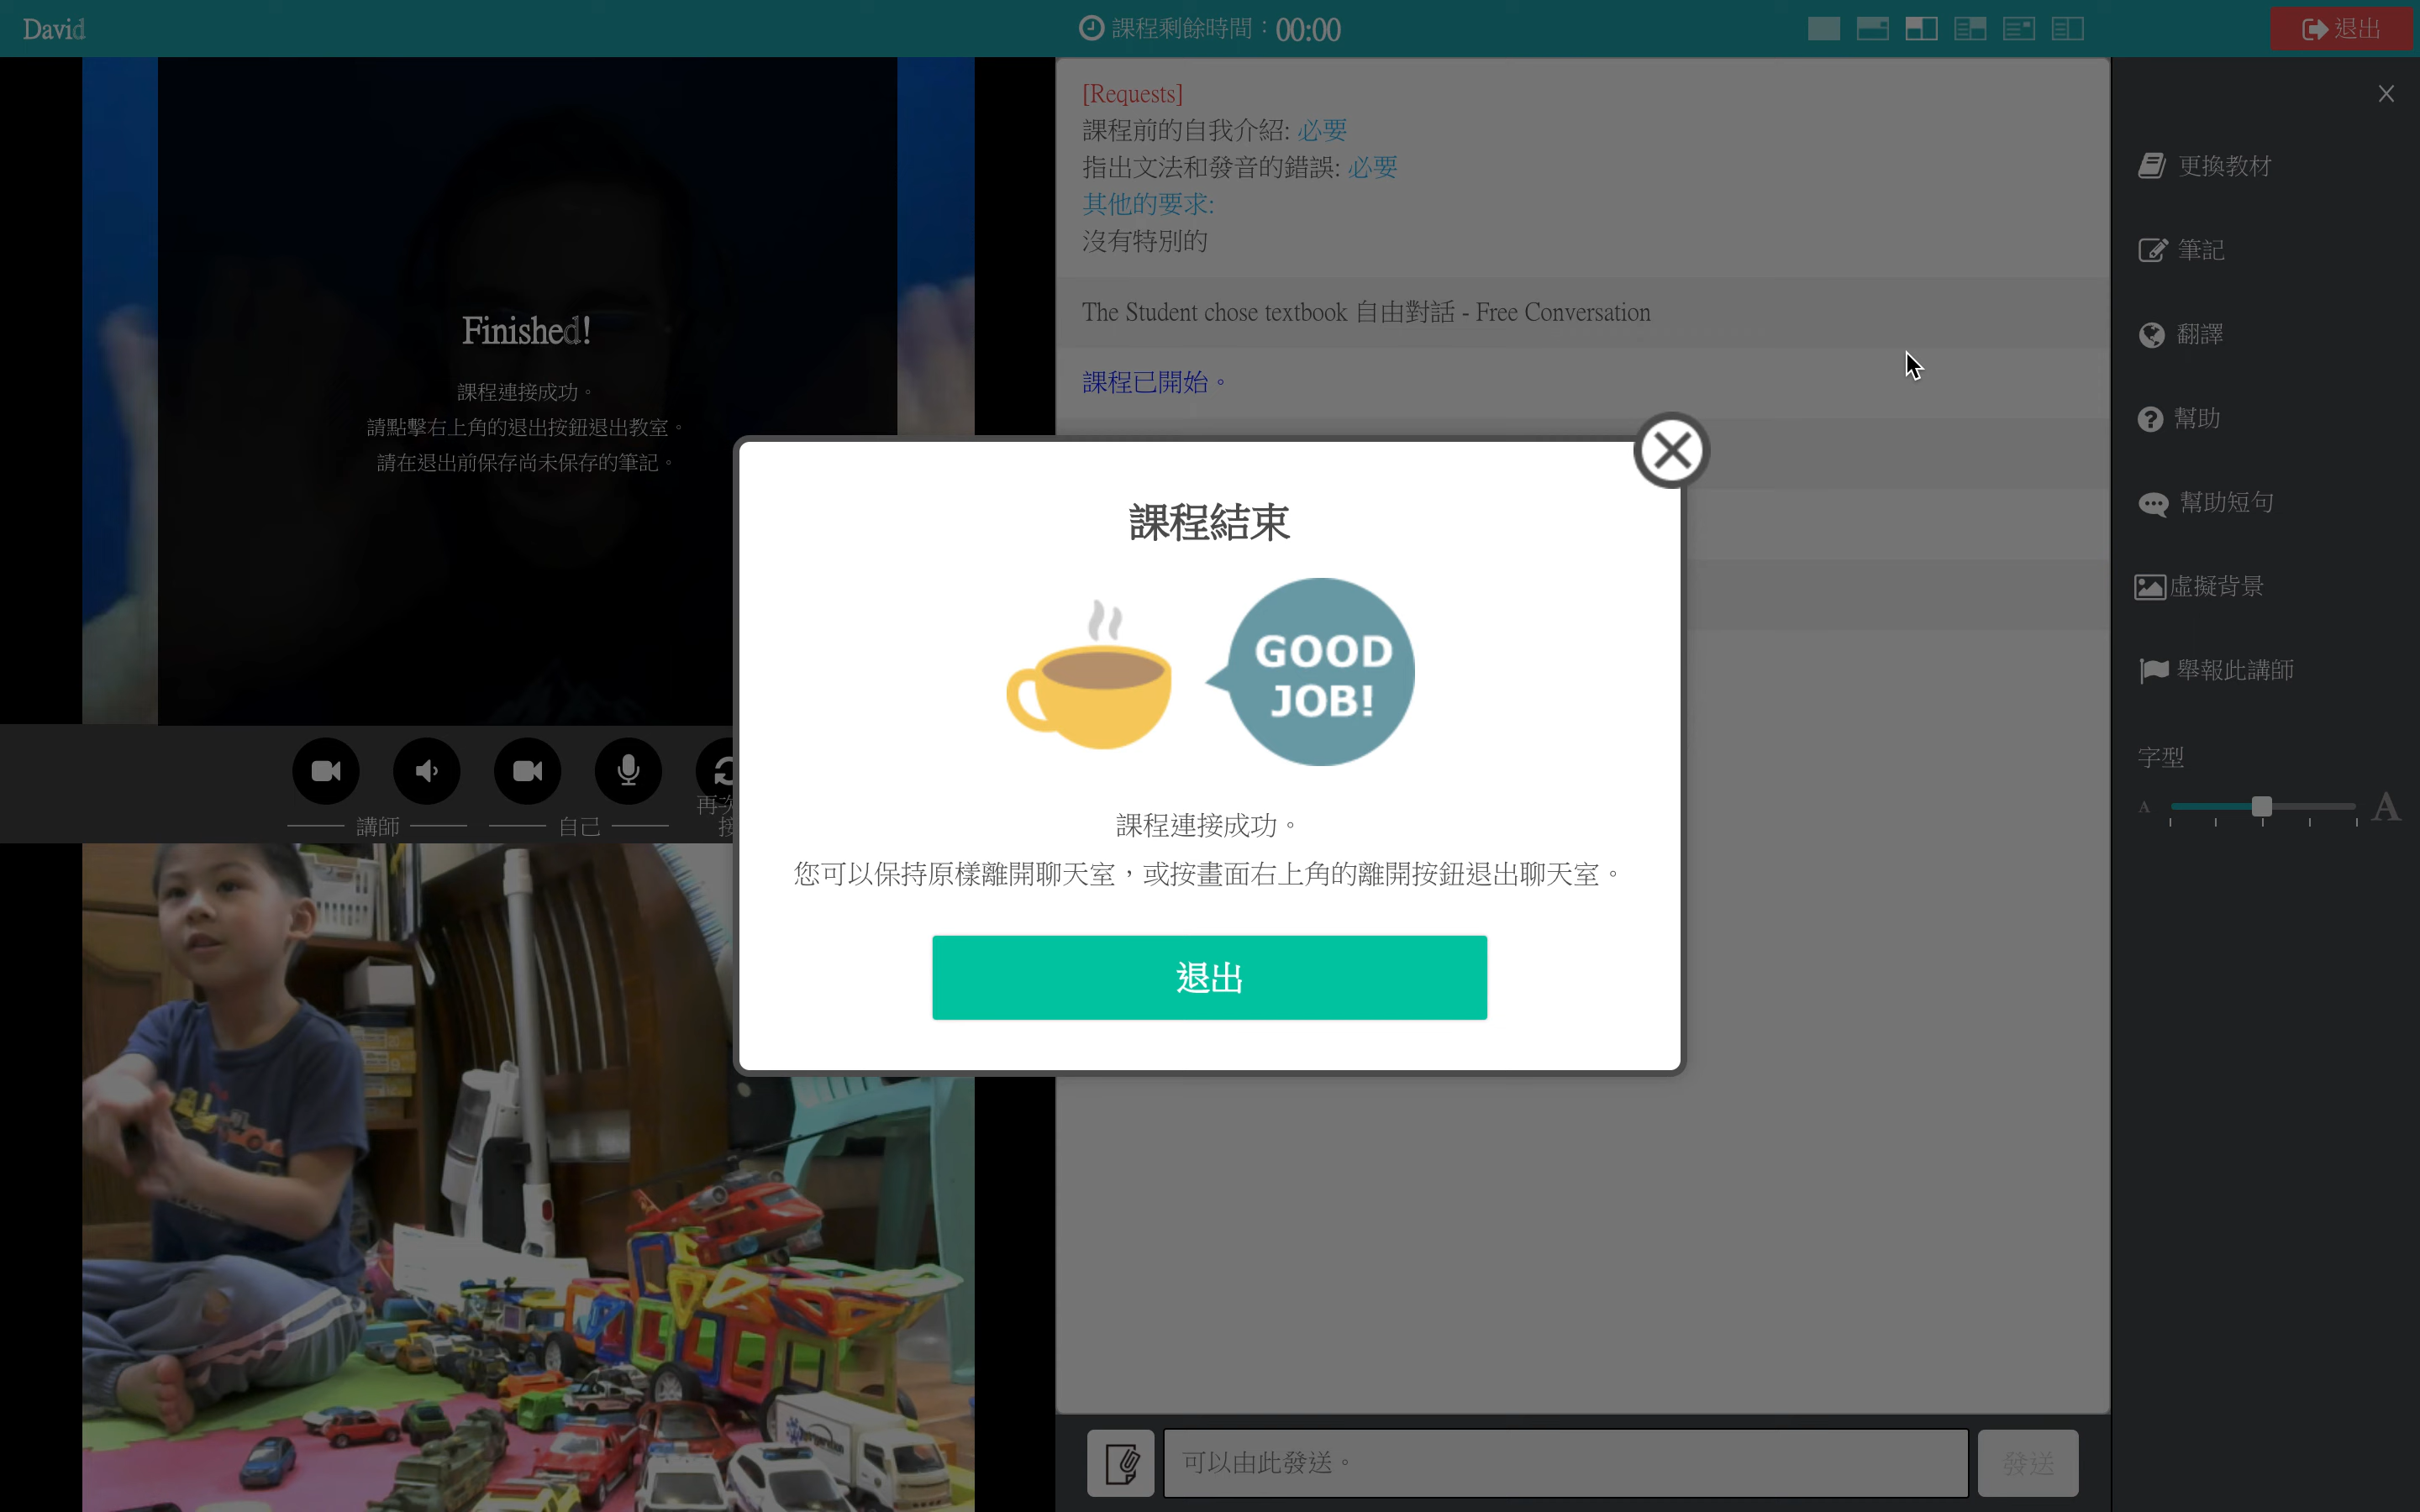 David
課程剩餘時間：00:00
退出
Finished!
課程連接成功。
請點擊右上角的退出按鈕退出教室。
請在退出前保存尚未保存的筆記。
講師
自己
再次
接
[Requests]
課程前的自我介紹: 必要
指出文法和發音的錯誤: 必要
其他的要求:
沒有特別的
The Student chose textbook 自由對話 - Free Conversation
課程已開始。
課程結束
GOOD
JOB!
課程連接成功。
您可以保持原樣離開聊天室，或按畫面右上角的離開按鈕退出聊天室。
退出
更換教材
筆記
翻譯
幫助
幫助短句
虛擬背景
舉報此講師
字型
A
A
可以由此發送。
發送